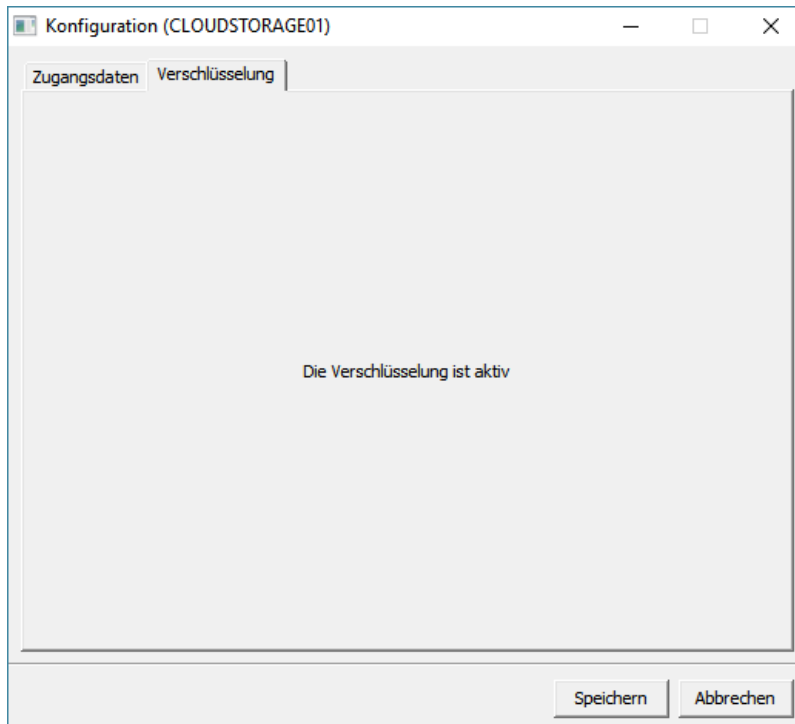 Konfiguration (CLOUDSTORAGE01)
Zugangsdaten Verschlüsselung
Die Verschlüsselung ist aktiv
Speichern Abbrechen